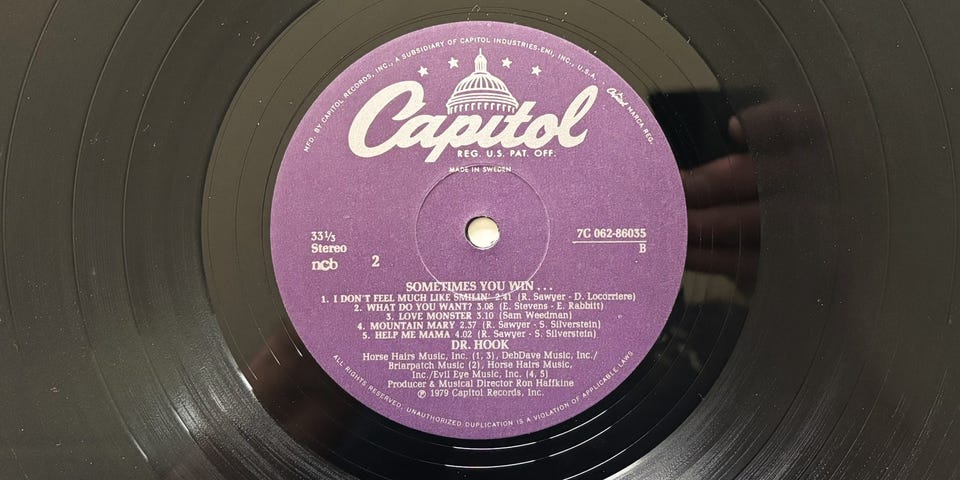 MFD. BY CAPITOL RECORDS, INC., A SUBSIDIARY OF CAPITOL INDUSTRIES-EMI, INC., U.S.A.
Capitol MARCA REG.
Capitol
REG. U.S. PAT. OFF.
MADE IN SWEDEN
33⅓
Stereo
ncb
2
7C 062-86035
B
SOMETIMES YOU WIN . . .
1. I DON'T FEEL MUCH LIKE SMILIN' 2.41 (R. Sawyer - D. Locorriere)
2. WHAT DO YOU WANT? 3.08 (E. Stevens - E. Rabbitt)
3. LOVE MONSTER 3.10 (Sam Weedman)
4. MOUNTAIN MARY 2.37 (R. Sawyer - S. Silverstein)
5. HELP ME MAMA 4.02 (R. Sawyer - S. Silverstein)
DR. HOOK
Horse Hairs Music, Inc. (1, 3), DebDave Music, Inc./
Briarpatch Music (2), Horse Hairs Music,
Inc./Evil Eye Music, Inc. (4, 5)
Producer & Musical Director Ron Haffkine
℗ 1979 Capitol Records, Inc.
ALL RIGHTS RESERVED. UNAUTHORIZED DUPLICATION IS A VIOLATION OF APPLICABLE LAWS